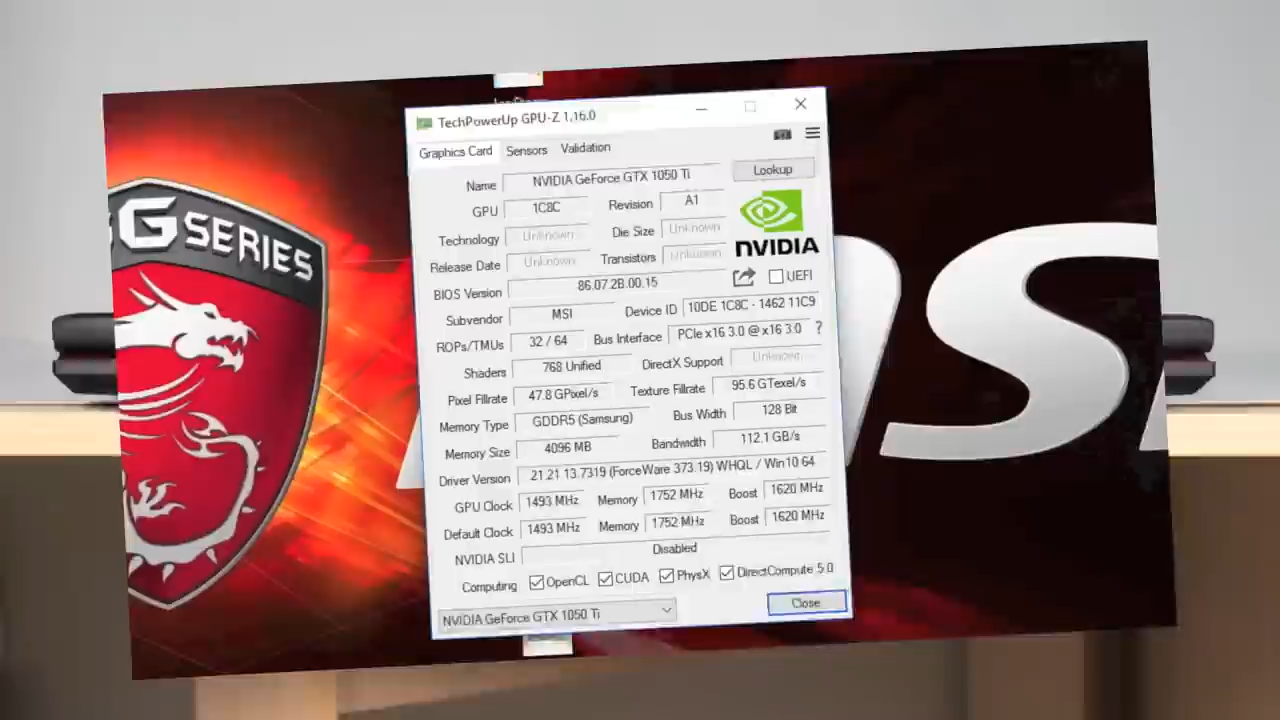 G SERIES
TechPowerUp GPU-Z 1.16.0
Graphics Card Sensors Validation
Name NVIDIA GeForce GTX 1050 Ti Lookup
GPU 1C8C Revision A1
Technology Unknown Die Size Unknown
Release Date Unknown Transistors Unknown
NVIDIA
BIOS Version 86.07.2B.00.15 UEFI
Subvendor MSI Device ID 10DE 1C8C - 1462 11C9
ROPs/TMUs 32 / 64 Bus Interface PCIe x16 3.0 @ x16 3.0 ?
Shaders 768 Unified DirectX Support Unknown
Pixel Fillrate 47.8 GPixel/s Texture Fillrate 95.6 GTexel/s
Memory Type GDDR5 (Samsung) Bus Width 128 Bit
Memory Size 4096 MB Bandwidth 112.1 GB/s
Driver Version 21.21.13.7319 (ForceWare 373.19) WHQL / Win10 64
GPU Clock 1493 MHz Memory 1752 MHz Boost 1620 MHz
Default Clock 1493 MHz Memory 1752 MHz Boost 1620 MHz
NVIDIA SLI Disabled
Computing OpenCL CUDA PhysX DirectCompute 5.0
NVIDIA GeForce GTX 1050 Ti Close